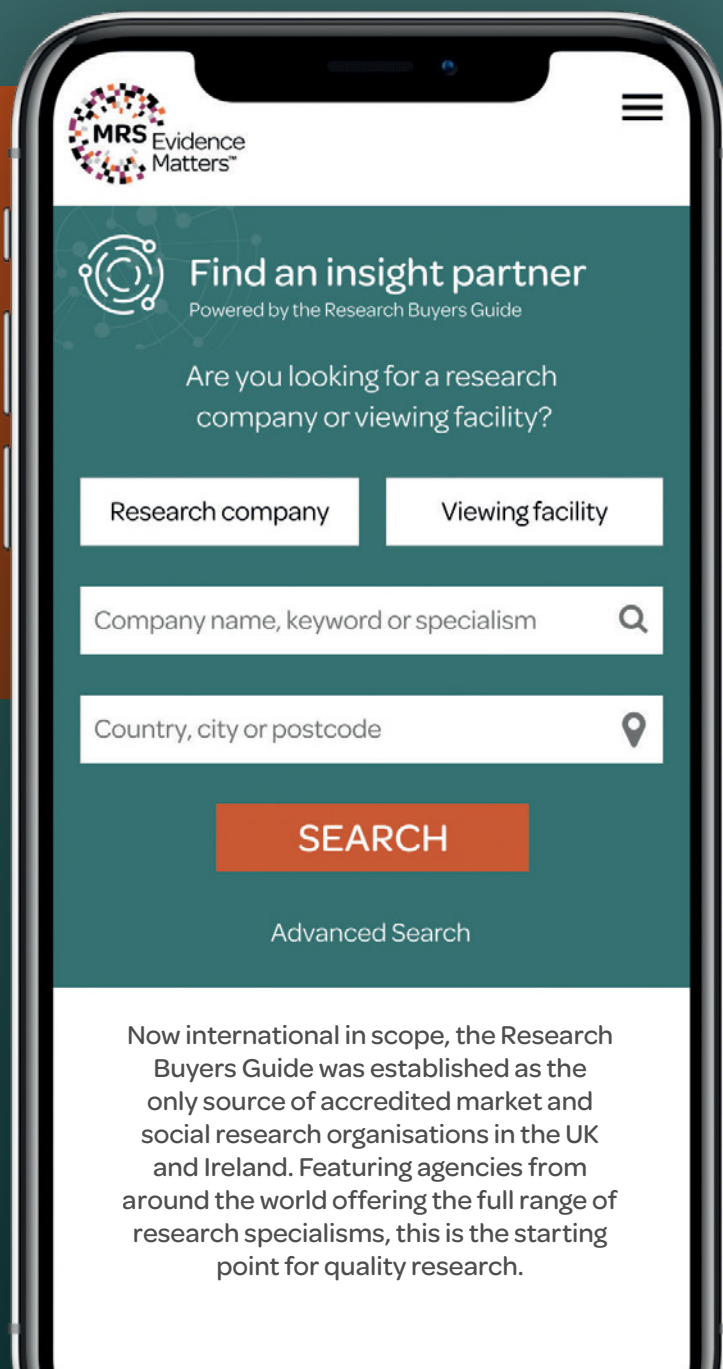 MRS Evidence
Matters™
Find an insight partner
Powered by the Research Buyers Guide
Are you looking for a research
company or viewing facility?
Research company
Viewing facility
Company name, keyword or specialism
Country, city or postcode
SEARCH
Advanced Search
Now international in scope, the Research
Buyers Guide was established as the
only source of accredited market and
social research organisations in the UK
and Ireland. Featuring agencies from
around the world offering the full range of
research specialisms, this is the starting
point for quality research.